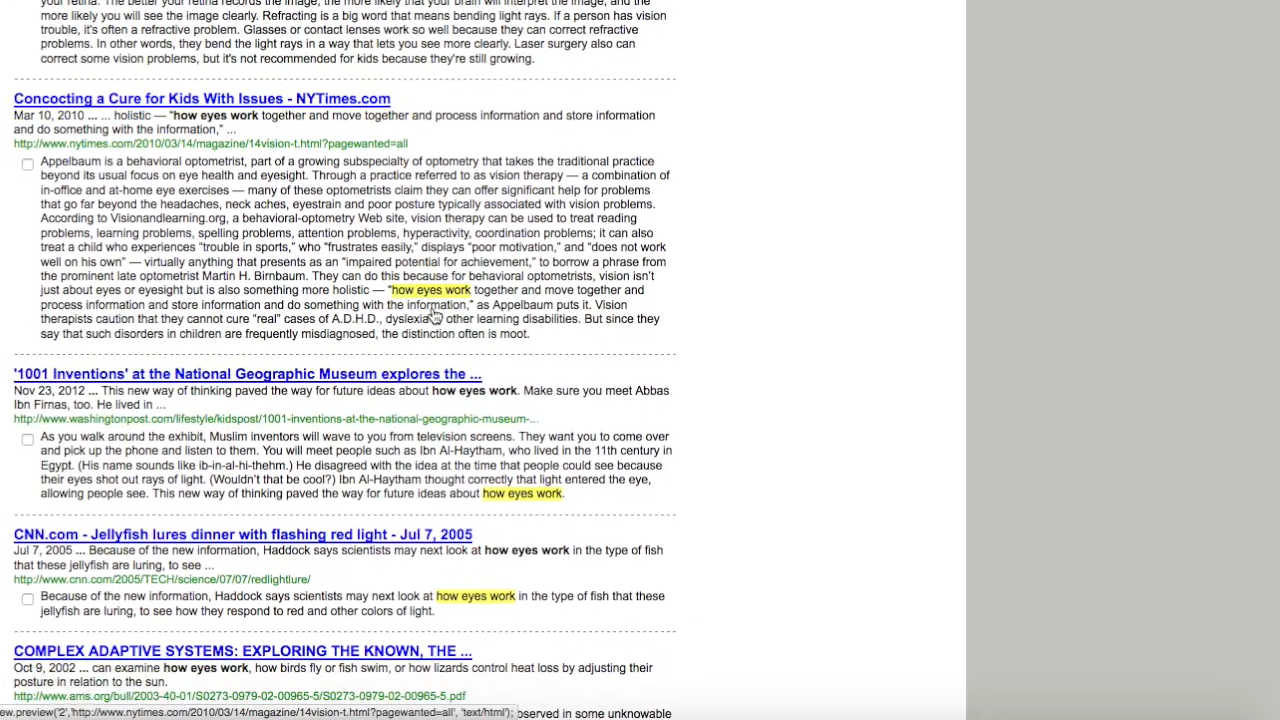 your retina. The better your retina records the image, the more likely that your brain will interpret the image, and the
more likely you will see the image clearly. Refracting is a big word that means bending light rays. If a person has vision
trouble, it's often a refractive problem. Glasses or contact lenses work so well because they can correct refractive
problems. In other words, they bend the light rays in a way that lets you see more clearly. Laser surgery also can
correct some vision problems, but it's not recommended for kids because they're still growing.
Concocting a Cure for Kids With Issues - NYTimes.com
Mar 10, 2010 ... ... holistic — "how eyes work together and move together and process information and store information
and do something with the information," ...
http://www.nytimes.com/2010/03/14/magazine/14vision-t.html?pagewanted=all
Appelbaum is a behavioral optometrist, part of a growing subspecialty of optometry that takes the traditional practice
beyond its usual focus on eye health and eyesight. Through a practice referred to as vision therapy — a combination of
in-office and at-home eye exercises — many of these optometrists claim they can offer significant help for problems
that go far beyond the headaches, neck aches, eyestrain and poor posture typically associated with vision problems.
According to Visionandlearning.org, a behavioral-optometry Web site, vision therapy can be used to treat reading
problems, learning problems, spelling problems, attention problems, hyperactivity, coordination problems; it can also
treat a child who experiences "trouble in sports," who "frustrates easily," displays "poor motivation," and "does not work
well on his own" — virtually anything that presents as an "impaired potential for achievement," to borrow a phrase from
the prominent late optometrist Martin H. Birnbaum. They can do this because for behavioral optometrists, vision isn't
just about eyes or eyesight but is also something more holistic — "how eyes work together and move together and
process information and store information and do something with the information," as Appelbaum puts it. Vision
therapists caution that they cannot cure "real" cases of A.D.H.D., dyslexia other learning disabilities. But since they
say that such disorders in children are frequently misdiagnosed, the distinction often is moot.
'1001 Inventions' at the National Geographic Museum explores the ...
Nov 23, 2012 ... This new way of thinking paved the way for future ideas about how eyes work. Make sure you meet Abbas
Ibn Firnas, too. He lived in ...
http://www.washingtonpost.com/lifestyle/kidspost/1001-inventions-at-the-national-geographic-museum-...
As you walk around the exhibit, Muslim inventors will wave to you from television screens. They want you to come over
and pick up the phone and listen to them. You will meet people such as Ibn Al-Haytham, who lived in the 11th century in
Egypt. (His name sounds like ib-in-al-hi-thehm.) He disagreed with the idea at the time that people could see because
their eyes shot out rays of light. (Wouldn't that be cool?) Ibn Al-Haytham thought correctly that light entered the eye,
allowing people see. This new way of thinking paved the way for future ideas about how eyes work.
CNN.com - Jellyfish lures dinner with flashing red light - Jul 7, 2005
Jul 7, 2005 ... Because of the new information, Haddock says scientists may next look at how eyes work in the type of fish
that these jellyfish are luring, to see ...
http://www.cnn.com/2005/TECH/science/07/07/redlightlure/
Because of the new information, Haddock says scientists may next look at how eyes work in the type of fish that these
jellyfish are luring, to see how they respond to red and other colors of light.
COMPLEX ADAPTIVE SYSTEMS: EXPLORING THE KNOWN, THE ...
Oct 9, 2002 ... can examine how eyes work, how birds fly or fish swim, or how lizards control heat loss by adjusting their
posture in relation to the sun.
http://www.ams.org/bull/2003-40-01/S0273-0979-02-00965-5/S0273-0979-02-00965-5.pdf
ew.preview('2','http://www.nytimes.com/2010/03/14/magazine/14vision-t.html?pagewanted=all', 'text/html'); observed in some unknowable